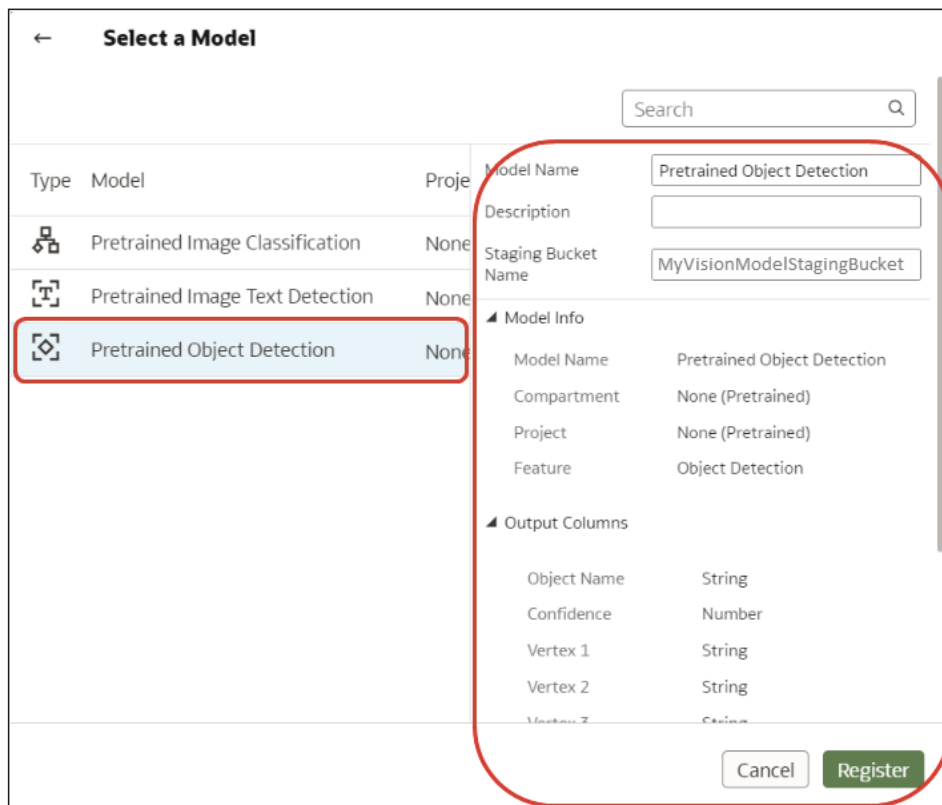 ← Select a Model
Search
Type Model Proje
Pretrained Image Classification None
Pretrained Image Text Detection None
Pretrained Object Detection None
Model Name Pretrained Object Detection
Description
Staging Bucket
Name
MyVisionModelStagingBucket
Model Info
Model Name Pretrained Object Detection
Compartment None (Pretrained)
Project None (Pretrained)
Feature Object Detection
Output Columns
Object Name String
Confidence Number
Vertex 1 String
Vertex 2 String
Vertex 3 String
Cancel Register